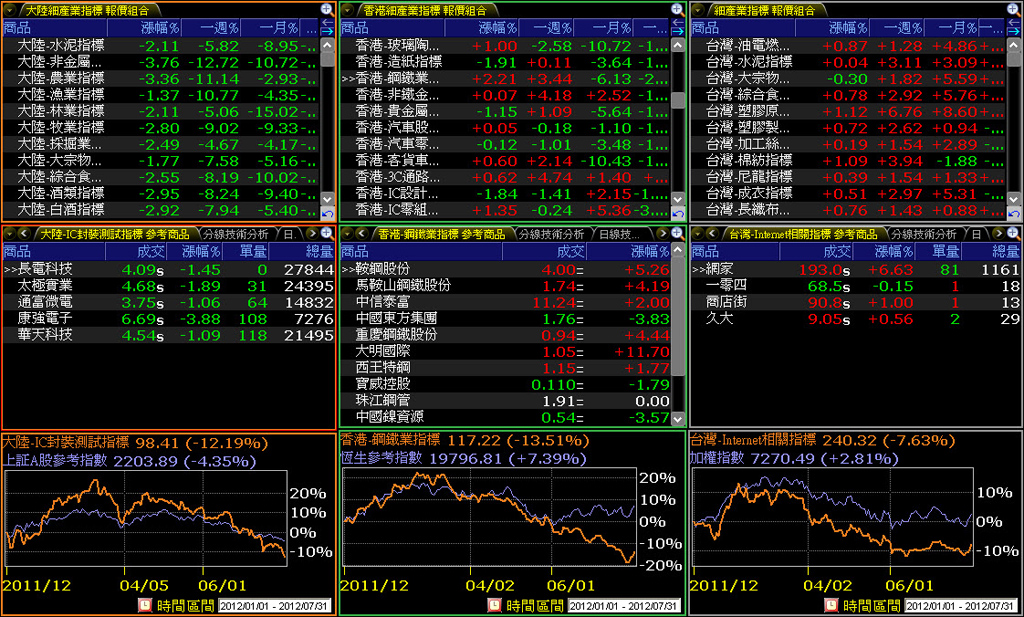 大陸細產業指標 報價組合
商品 漲幅% 一週% 一月%
大陸-水泥指標 -2.11 -5.82 -8.95 -..
大陸-非金屬... -3.76 -12.72 -10.72 -..
大陸-農業指標 -3.36 -11.14 -2.93 -..
大陸-漁業指標 -1.37 -10.77 -4.35 -..
大陸-林業指標 -2.11 -5.06 -15.02 -..
大陸-牧業指標 -2.80 -9.02 -9.33 -..
大陸-採掘業... -2.49 -4.67 -4.17 -..
大陸-大宗物... -1.77 -7.58 -5.16 -..
大陸-綜合食... -2.55 -8.19 -10.02 -..
大陸-酒類指標 -2.95 -8.24 -9.40 -..
大陸-白酒指標 -2.92 -7.94 -5.40 -..
香港細產業指標 報價組合
商品 漲幅% 一週% 一月%
香港-玻璃陶... +1.00 -2.58 -10.72 -1...
香港-造紙指標 -1.91 +0.11 -3.64 -1...
>>香港-鋼鐵業... +2.21 +3.44 -6.13 -2...
香港-非鐵金... +0.07 +4.18 +2.52 -1...
香港-貴金屬... -1.15 +1.09 -5.64 -1...
香港-汽車股... +0.05 -0.18 -1.10 -1...
香港-汽車零... -0.12 -1.01 -3.48 -1...
香港-客貨車... +0.60 +2.14 -10.43 -1...
香港-3C通路... +0.62 +4.74 +1.40 +...
香港-IC設計... -1.84 -1.41 +2.15 -1...
香港-IC零組... +1.35 -0.24 +5.36 -3...
細產業指標 報價組合
商品 漲幅% 一週% 一月%
台灣-油電燃... +0.87 +1.28 +4.86 +...
台灣-水泥指標 +0.04 +3.11 +3.09 +...
台灣-大宗物... -0.30 +1.82 +5.59 +...
台灣-綜合食... +0.78 +2.92 +5.76 +...
台灣-塑膠原... +1.12 +6.76 +8.60 +...
台灣-塑膠製... +0.72 +2.62 +0.94 -...
台灣-加工絲... +0.19 +1.54 +2.89 -...
台灣-棉紡指標 +1.09 +3.94 -1.88 -...
台灣-尼龍指標 +0.39 +1.54 +1.33 +...
台灣-成衣指標 +0.51 +2.97 +5.31 -...
台灣-長纖布... +0.76 +1.43 +0.88 +...
大陸-IC封裝測試指標 參考商品 分線技術分析 日.
商品 成交 漲幅% 單量 總量
>>長電科技 4.09s -1.45 0 27844
太極實業 4.68s -1.89 31 24395
通富微電 3.75s -1.06 64 14832
康強電子 6.69s -3.88 108 7276
華天科技 4.54s -1.09 118 21495
香港-鋼鐵業指標 參考商品 分線技術分析 日線技...
商品 成交 漲幅%
>>鞍鋼股份 4.00= +5.26
馬鞍山鋼鐵股份 1.74= +4.19
中信泰富 11.24= +2.00
中國東方集團 1.76= -3.83
重慶鋼鐵股份 0.94= +4.44
大明國際 1.05= +11.70
西王特鋼 1.15= +1.77
寶威控股 0.110= -1.79
珠江鋼管 1.91= 0.00
中國鎳資源 0.54= -3.57
台灣-Internet相關指標 參考商品 分線技術分析 日
商品 成交 漲幅% 單量 總量
>>網家 193.0s +6.63 81 1161
一零四 68.5s -0.15 1 18
商店街 90.8s +1.00 1 13
久大 9.05s +0.56 2 29
大陸-IC封裝測試指標 98.41 (-12.19%)
上証A股參考指數 2203.89 (-4.35%)
20%
10%
0%
-10%
2011/12 04/05 06/01
時間區間 2012/01/01 - 2012/07/31
香港-鋼鐵業指標 117.22 (-13.51%)
恆生參考指數 19796.81 (+7.39%)
20%
10%
0%
-10%
-20%
2011/12 04/02 06/01
時間區間 2012/01/01 - 2012/07/31
台灣-Internet相關指標 240.32 (-7.63%)
加權指數 7270.49 (+2.81%)
10%
0%
-10%
2011/12 04/02 06/01
時間區間 2012/01/01 - 2012/07/31